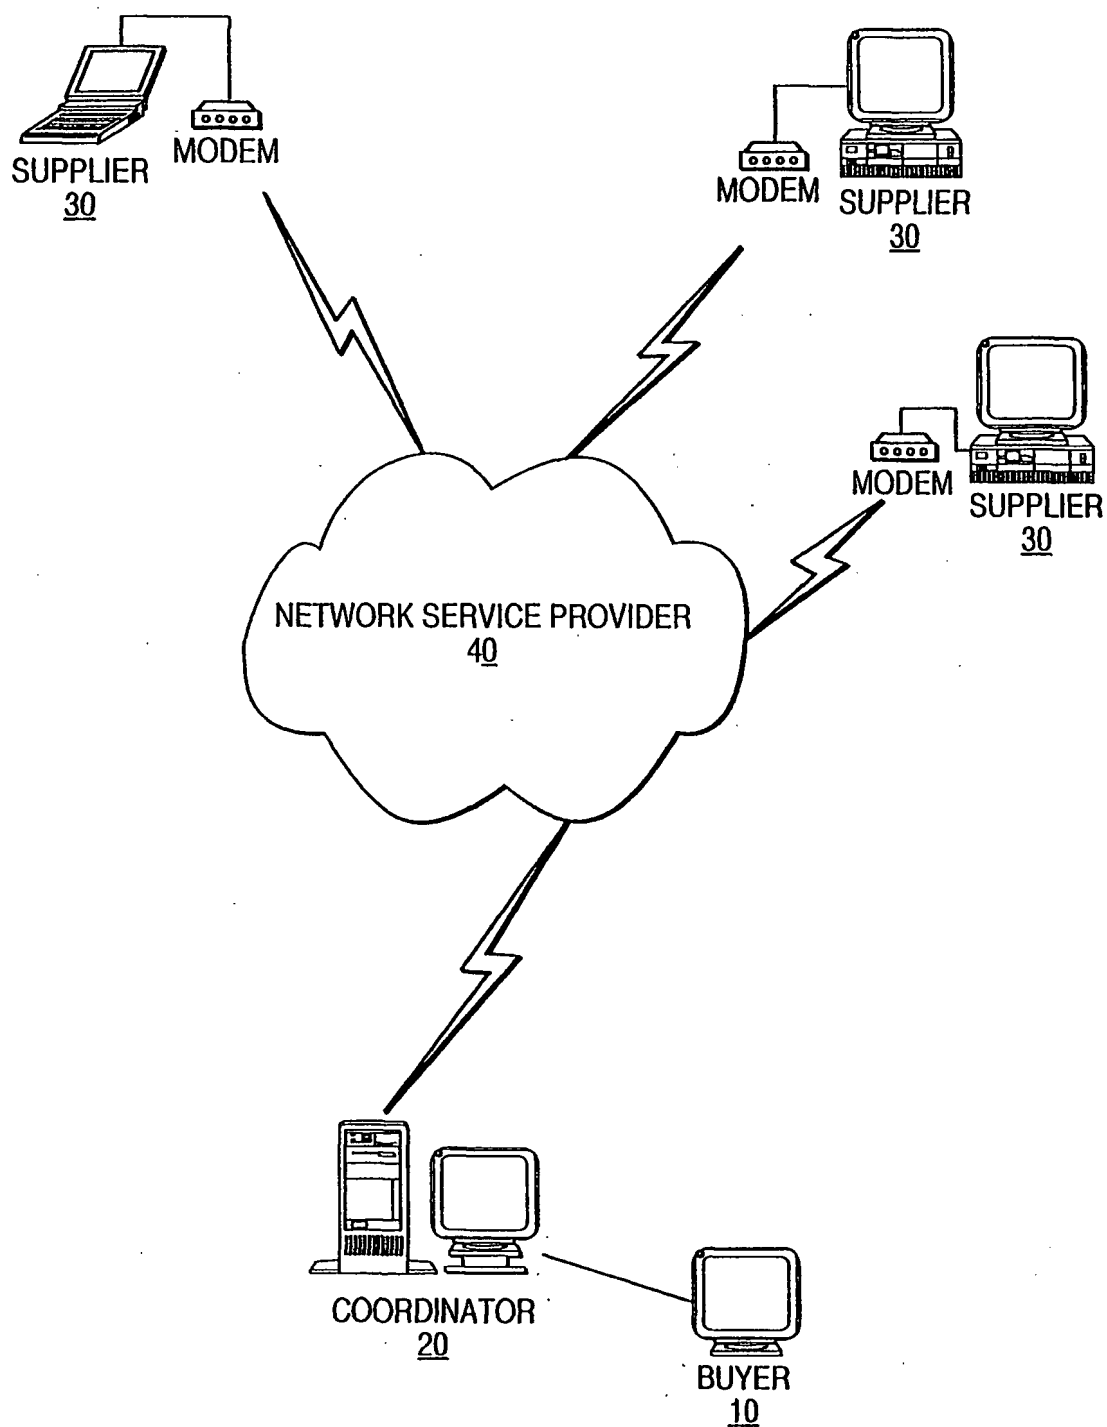 MODEM
SUPPLIER
30
MODEM
SUPPLIER
30
MODEM
SUPPLIER
30
NETWORK SERVICE PROVIDER
40
COORDINATOR
20
BUYER
10